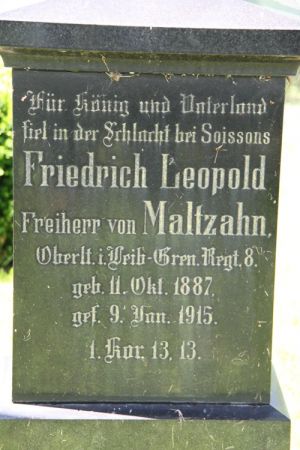 Für König und Vaterland
fiel in der Schlacht bei Soissons
Friedrich Leopold
Freiherr von Maltzahn,
Oberlt. i. Leib-Gren. Regt. 8.
geb. 11. Okt. 1887,
gef. 9. Jan. 1915.
1. Kor. 13, 13.